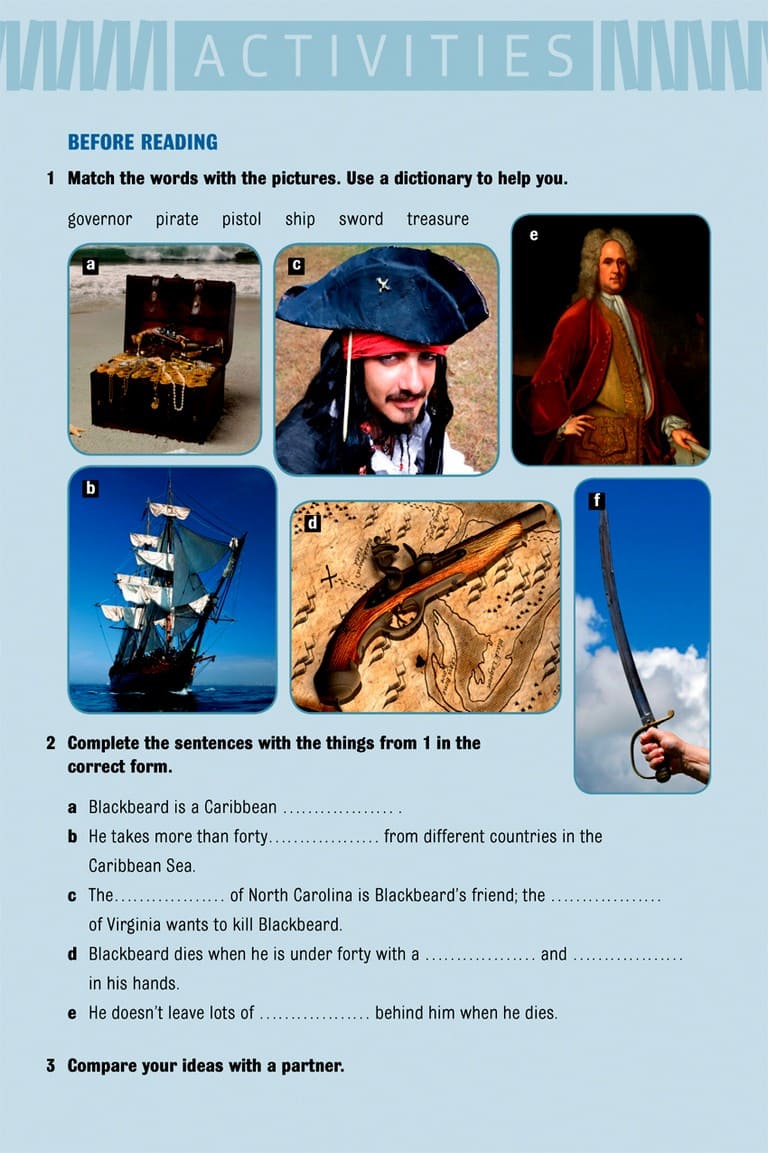 ACTIVITIES
BEFORE READING
1 Match the words with the pictures. Use a dictionary to help you.
governor pirate pistol ship sword treasure
a
c
e
b
d
f
2 Complete the sentences with the things from 1 in the
correct form.
a Blackbeard is a Caribbean .................. .
b He takes more than forty.................. from different countries in the
Caribbean Sea.
c The.................. of North Carolina is Blackbeard's friend; the ..................
of Virginia wants to kill Blackbeard.
d Blackbeard dies when he is under forty with a .................. and ..................
in his hands.
e He doesn't leave lots of .................. behind him when he dies.
3 Compare your ideas with a partner.